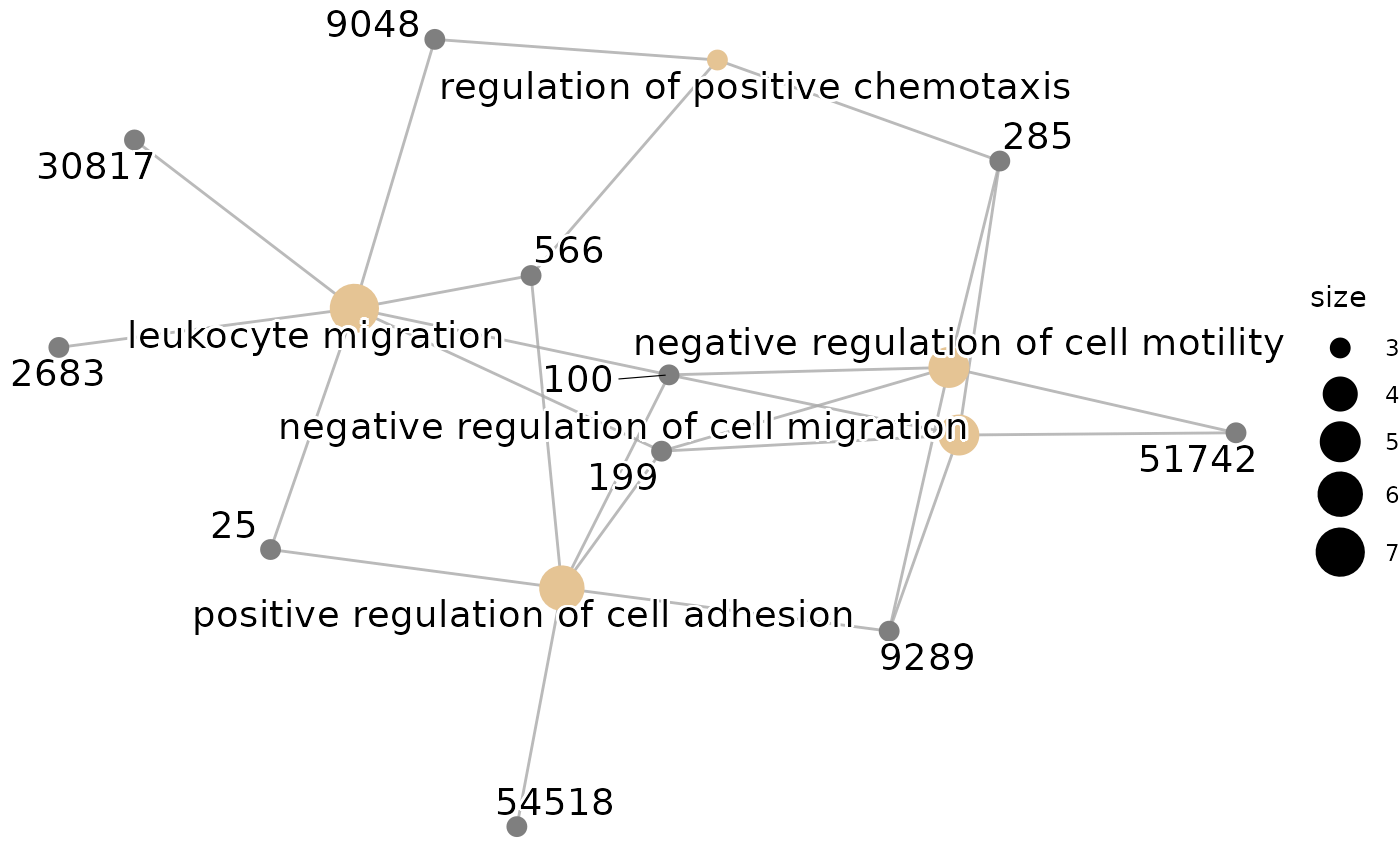 9048
regulation of positive chemotaxis
285
30817
566
size
leukocyte migration
negative regulation of cell motility
3
2683
100
4
negative regulation of cell migration
5
51742
199
6
25
7
positive regulation of cell adhesion
9289
54518